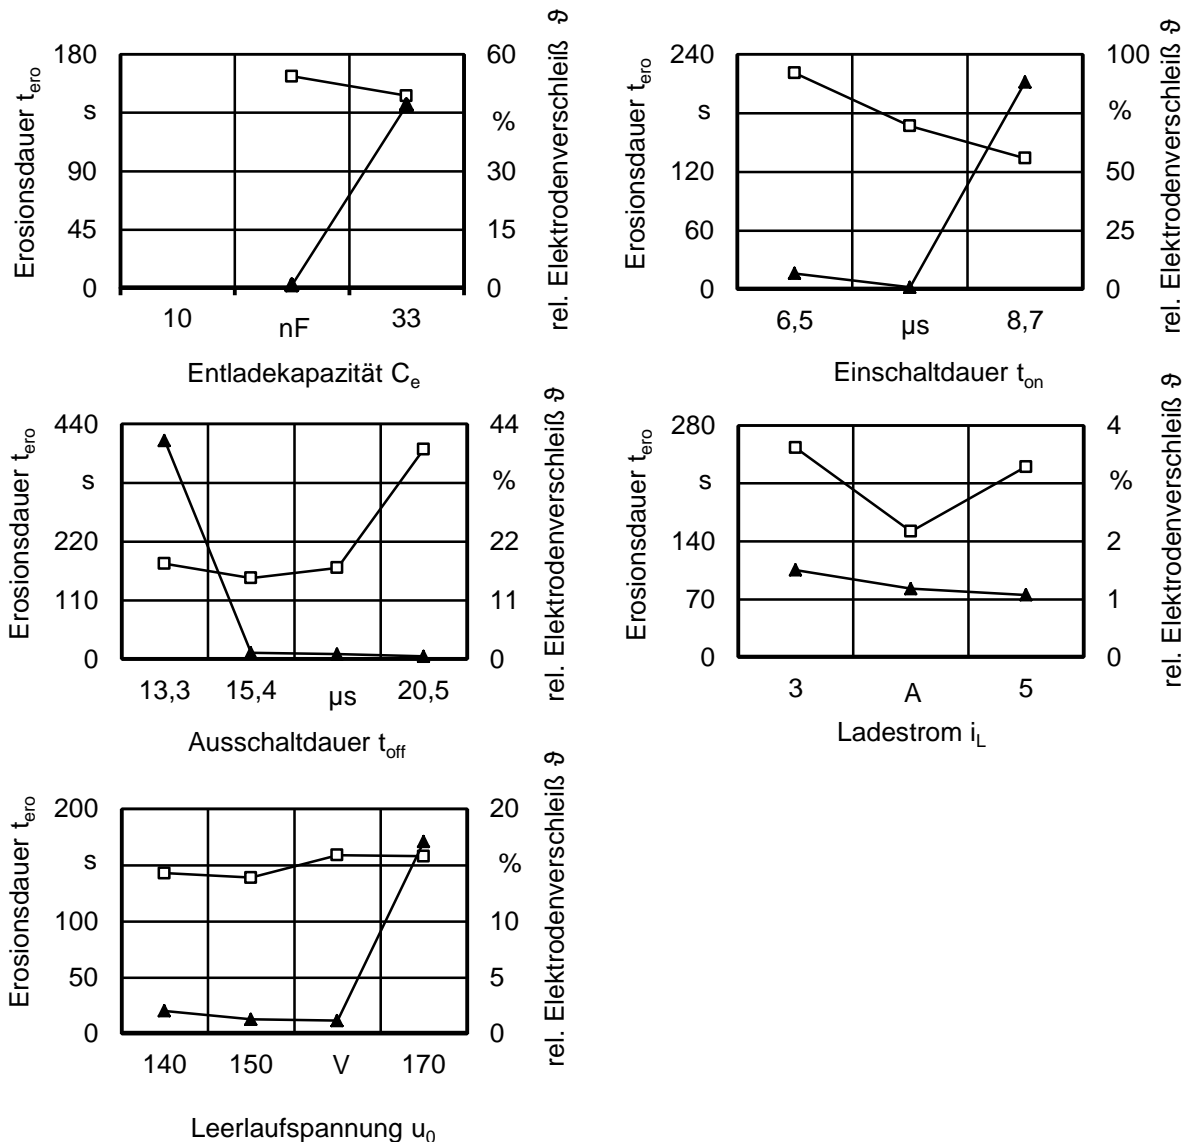 Erosionsdauer t_ero
180
s
90
45
0
60
%
30
15
0
rel. Elektrodenverschleiß ϑ
10
nF
33
Entladekapazität C_e
Erosionsdauer t_ero
240
s
120
60
0
100
%
50
25
0
rel. Elektrodenverschleiß ϑ
6,5
µs
8,7
Einschaltdauer t_on
Erosionsdauer t_ero
440
s
220
110
0
44
%
22
11
0
rel. Elektrodenverschleiß ϑ
13,3
15,4
µs
20,5
Ausschaltdauer t_off
Erosionsdauer t_ero
280
s
140
70
0
4
%
2
1
0
rel. Elektrodenverschleiß ϑ
3
A
5
Ladestrom i_L
Erosionsdauer t_ero
200
s
100
50
0
20
%
10
5
0
rel. Elektrodenverschleiß ϑ
140
150
V
170
Leerlaufspannung u_0